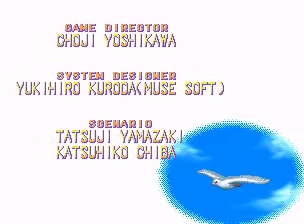 GAME DIRECTOR
CHOJI YOSHIKAWA
SYSTEM DESIGNER
YUKIHIRO KURODA(MUSE SOFT)
SCENARIO
TATSUJI YAMAZAKI
KATSUHIKO CHIBA